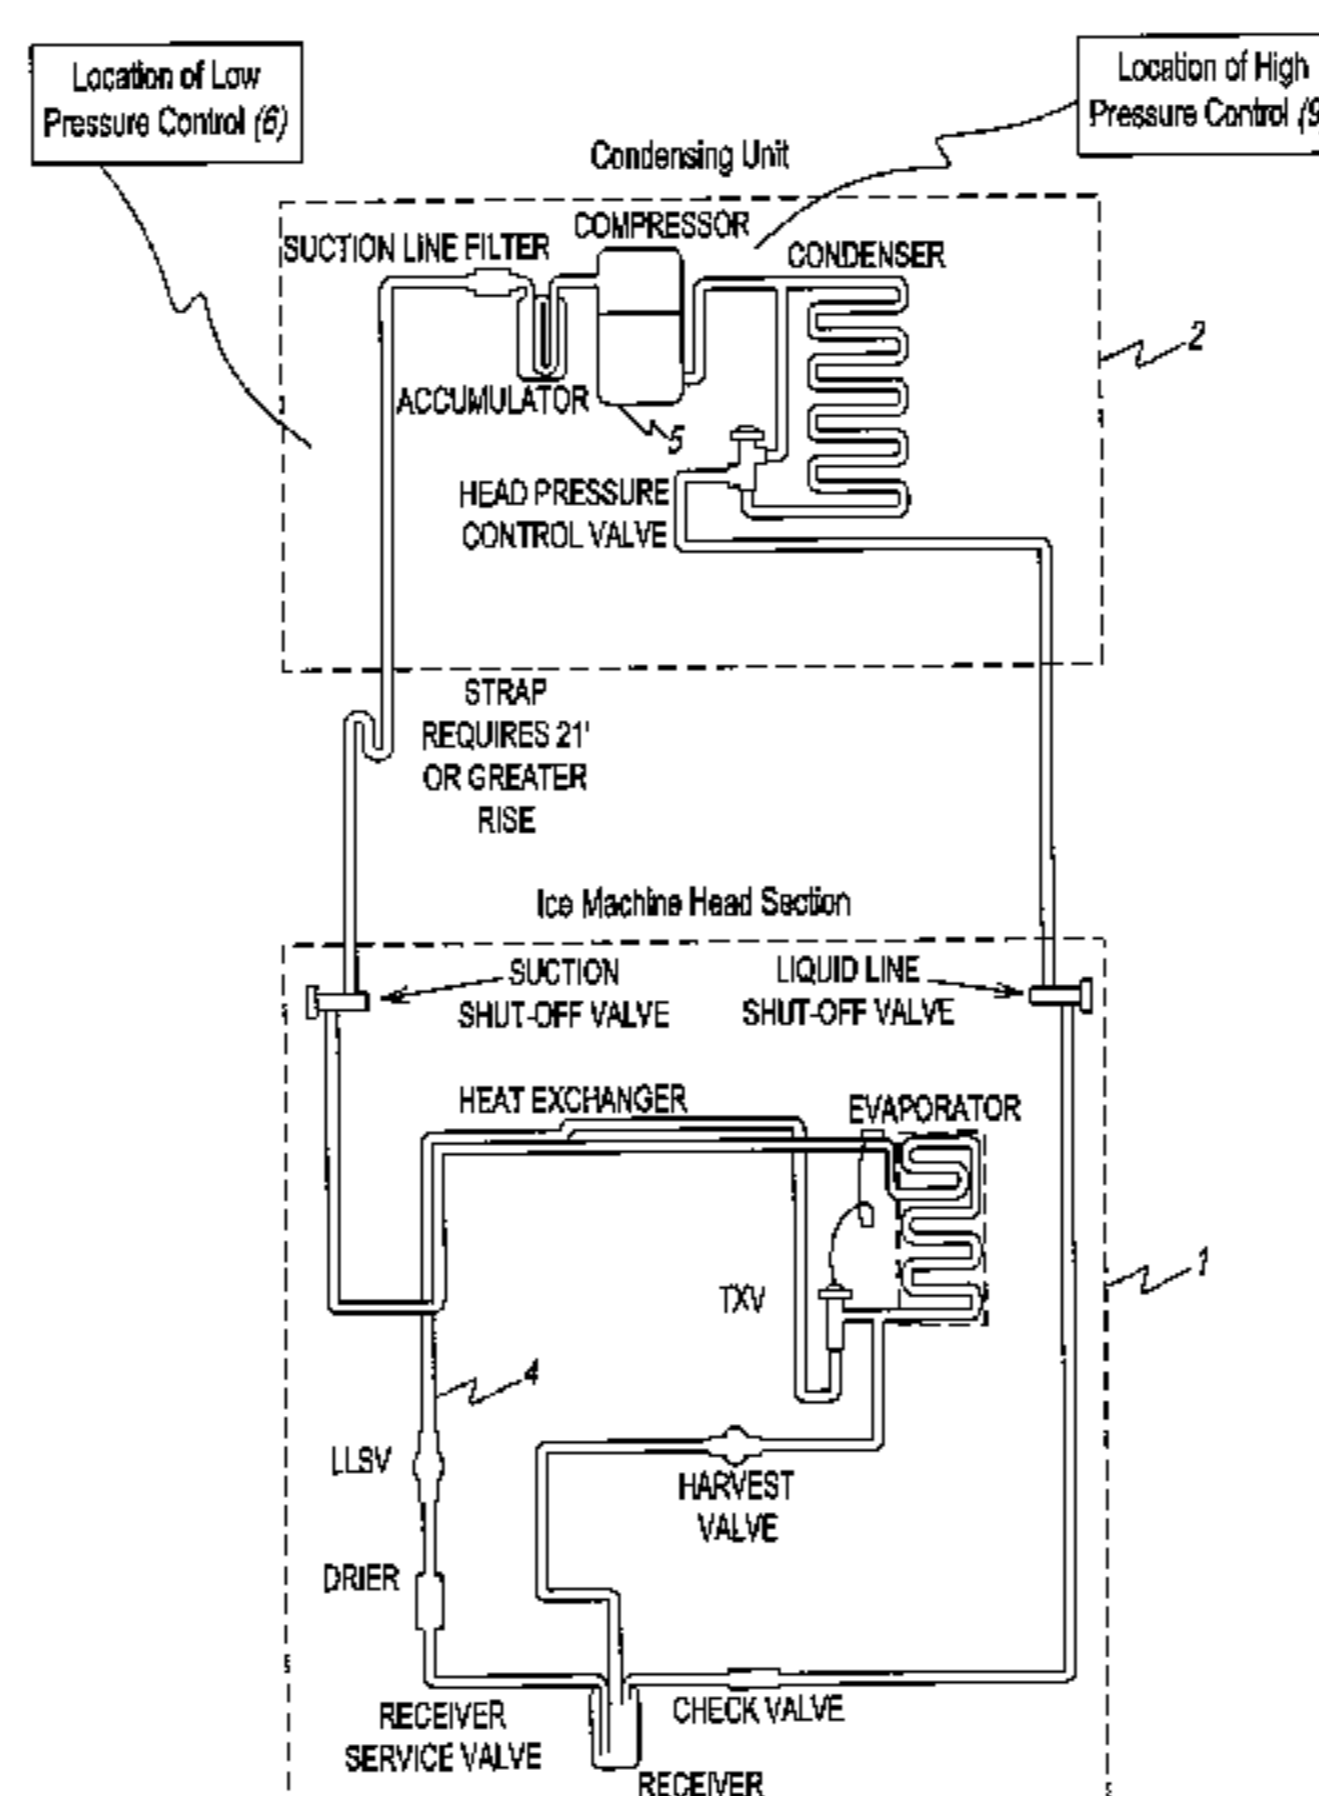 Location of Low
Pressure Control (6)
Location of High
Pressure Control (9
Condensing Unit
COMPRESSOR
SUCTION LINE FILTER
CONDENSER
2
ACCUMULATOR
5
HEAD PRESSURE
CONTROL VALVE
STRAP
REQUIRES 21'
OR GREATER
RISE
Ice Machine Head Section
SUCTION
SHUT-OFF VALVE
LIQUID LINE
SHUT-OFF VALVE
HEAT EXCHANGER
EVAPORATOR
1
TXV
4
LLSV
HARVEST
VALVE
DRIER
RECEIVER
SERVICE VALVE
CHECK VALVE
RECEIVER